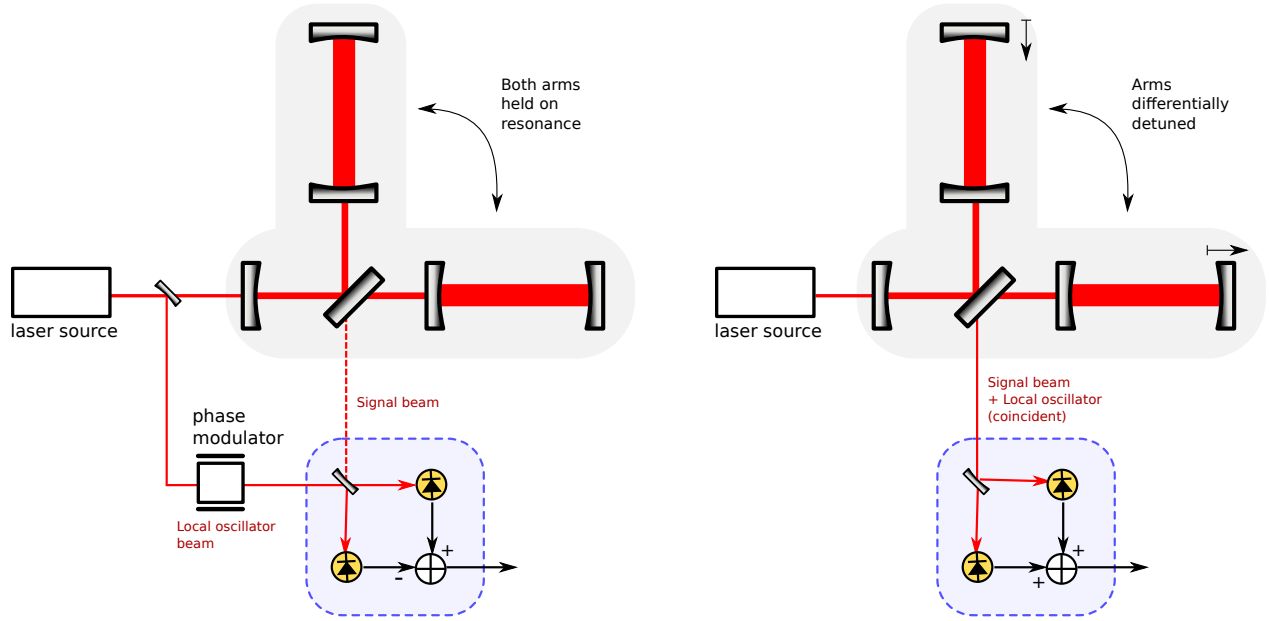 Both arms
held on
resonance
laser source
Signal beam
phase
modulator
Local oscillator
beam
+
-
Arms
differentially
detuned
laser source
Signal beam
+ Local oscillator
(coincident)
+
+